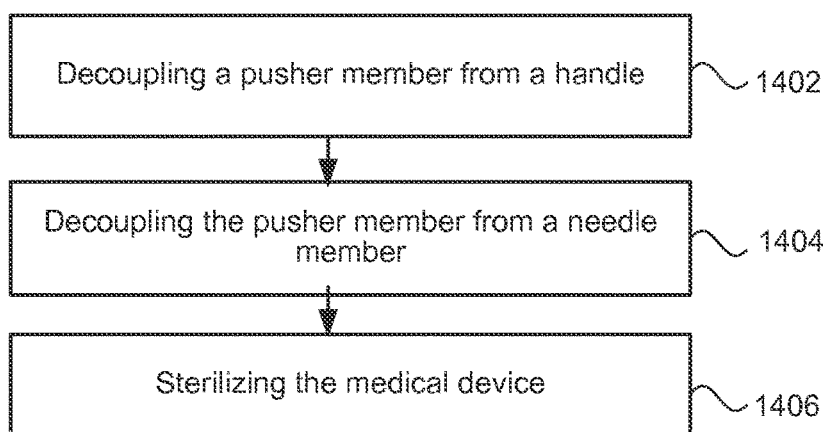 Decoupling a pusher member from a handle
1402
Decoupling the pusher member from a needle
member
1404
Sterilizing the medical device
1406